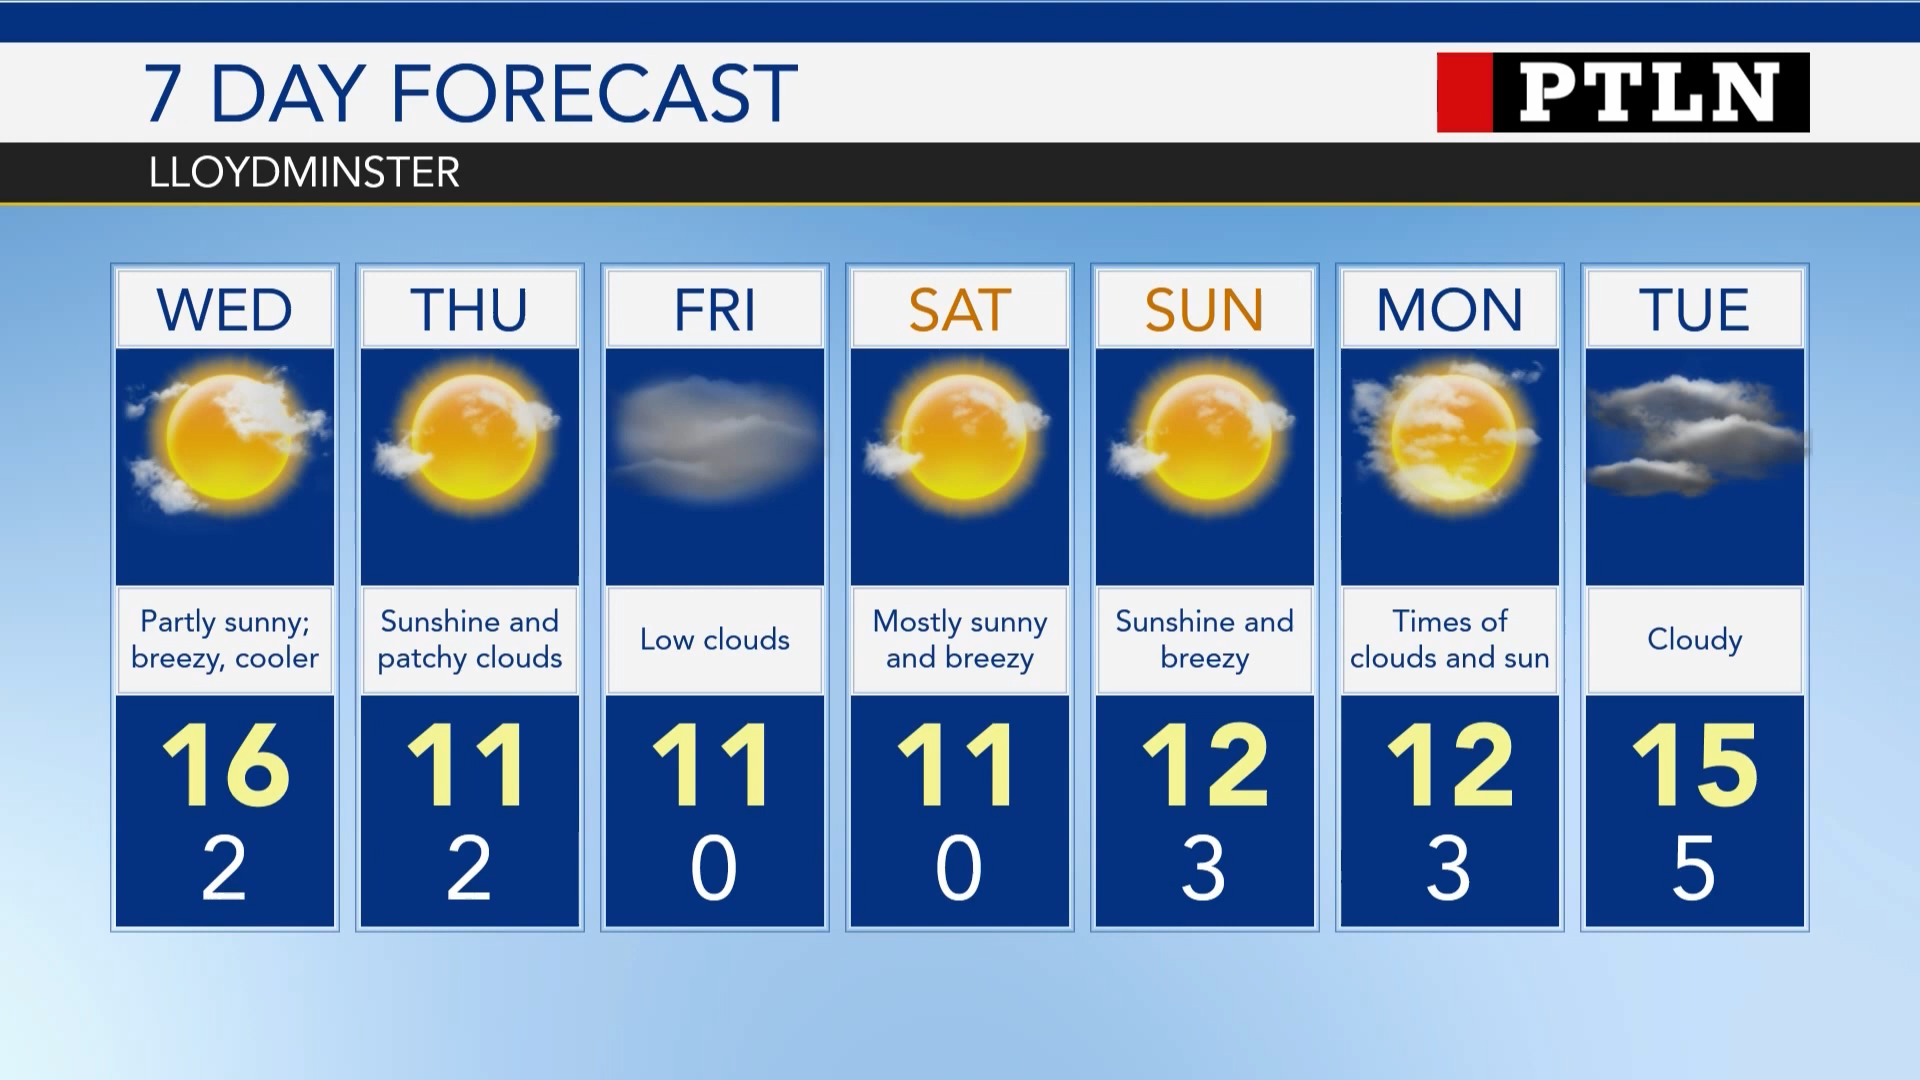 7 DAY FORECAST
PTLN
LLOYDMINSTER
WED
THU
FRI
SAT
SUN
MON
TUE
Partly sunny;
breezy, cooler
Sunshine and
patchy clouds
Low clouds
Mostly sunny
and breezy
Sunshine and
breezy
Times of
clouds and sun
Cloudy
16
11
11
11
12
12
15
2
2
0
0
3
3
5